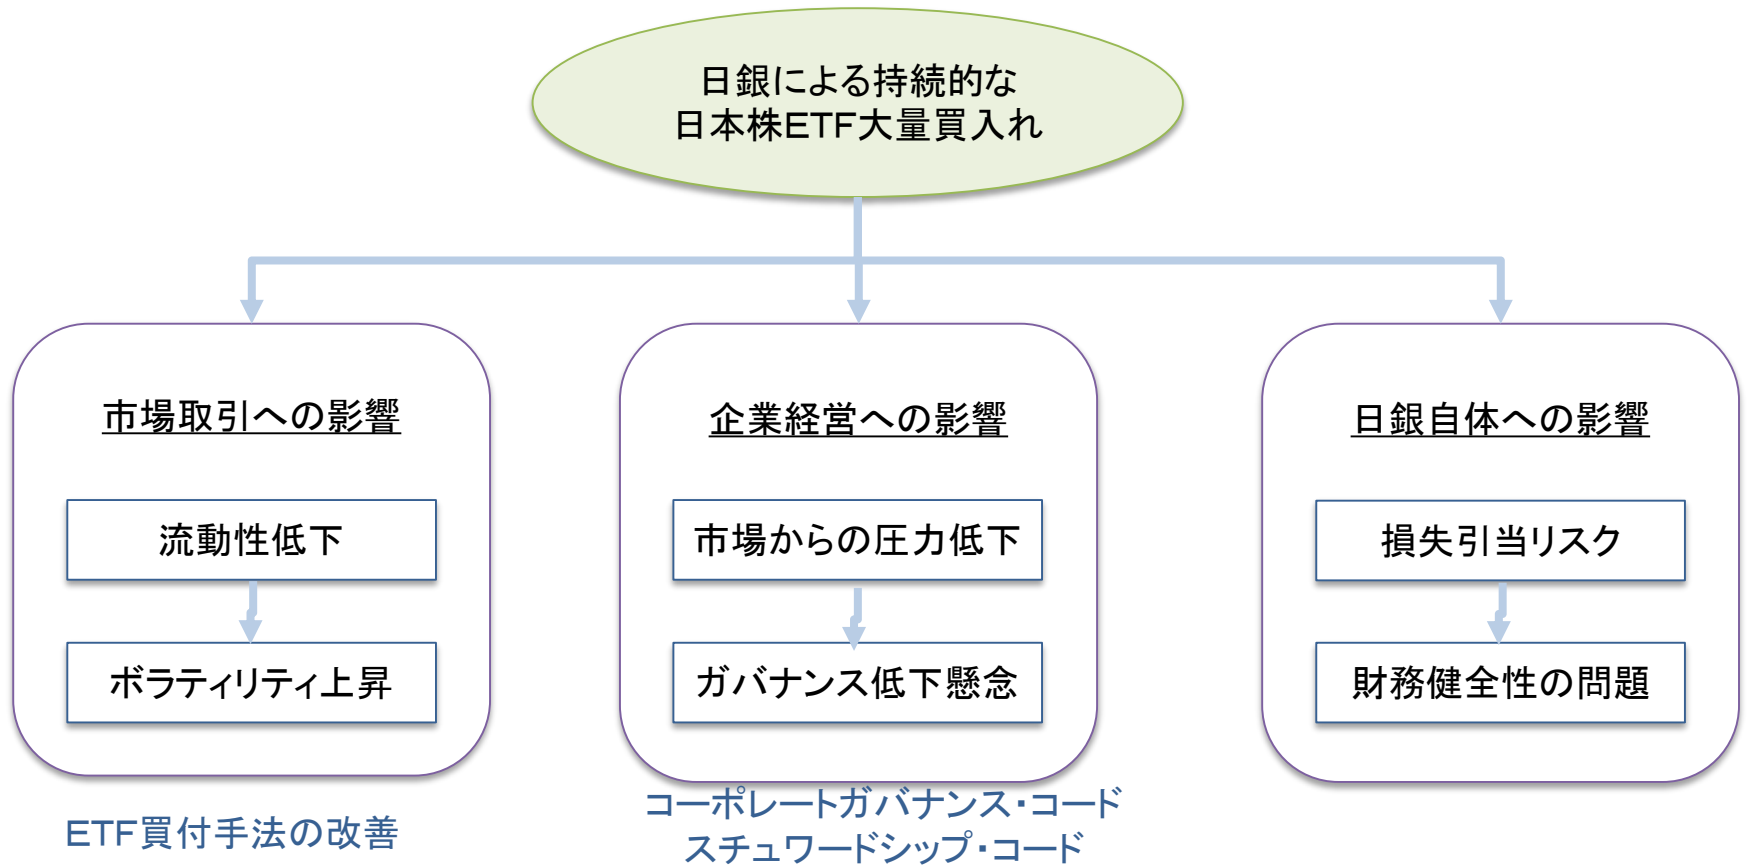 日銀による持続的な
日本株ETF大量買入れ
市場取引への影響
流動性低下
ボラティリティ上昇
ETF買付手法の改善
企業経営への影響
市場からの圧力低下
ガバナンス低下懸念
コーポレートガバナンス・コード
スチュワードシップ・コード
日銀自体への影響
損失引当リスク
財務健全性の問題